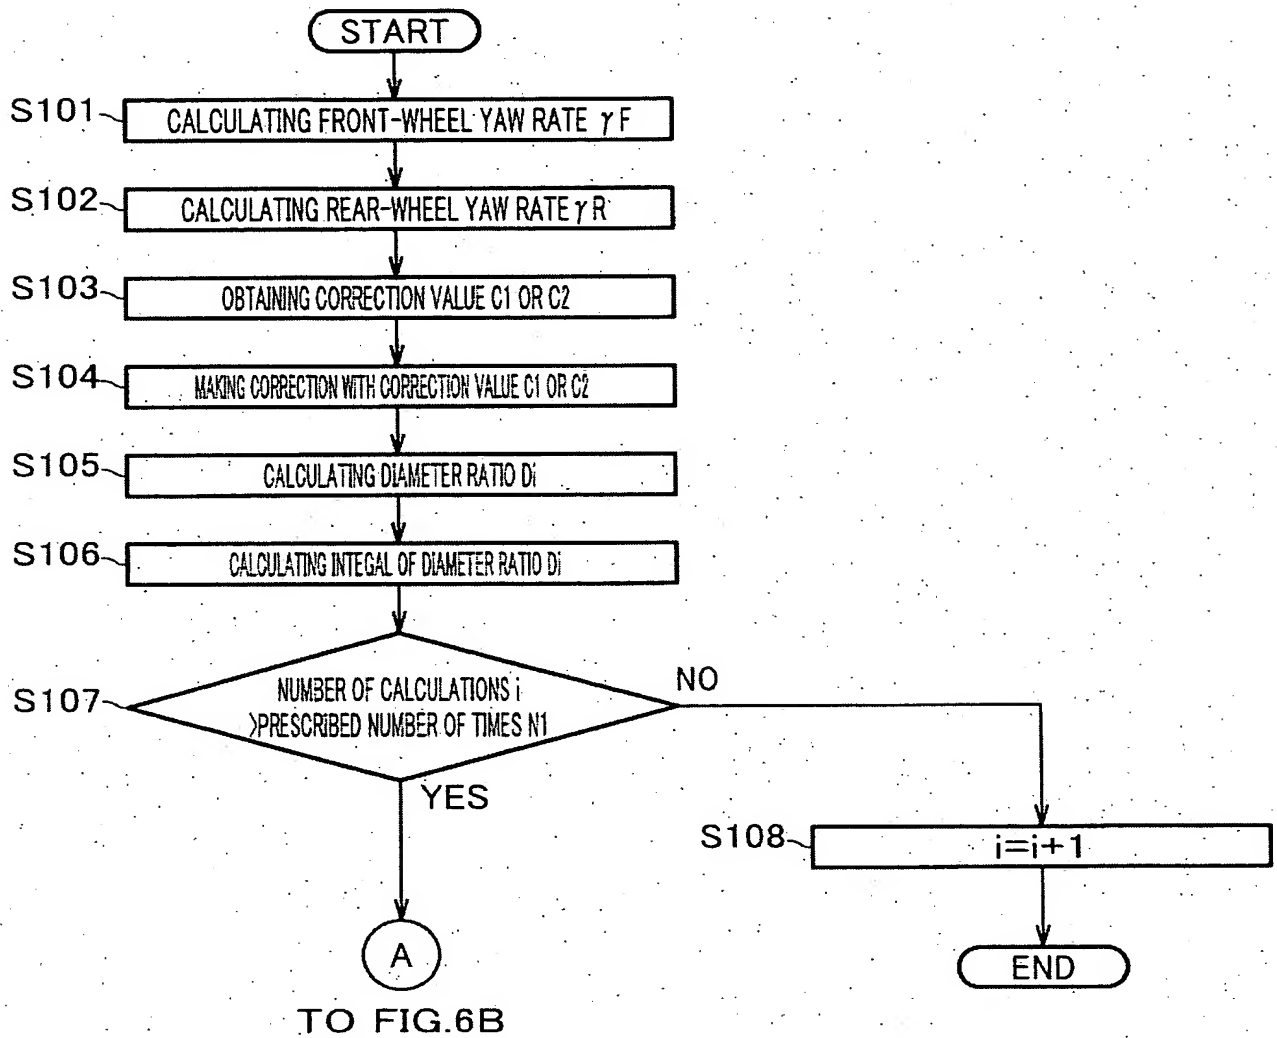 START
S101
CALCULATING FRONT-WHEEL YAW RATE γF
S102
CALCULATING REAR-WHEEL YAW RATE γR
S103
OBTAINING CORRECTION VALUE C1 OR C2
S104
MAKING CORRECTION WITH CORRECTION VALUE C1 OR C2
S105
CALCULATING DIAMETER RATIO Di
S106
CALCULATING INTEGAL OF DIAMETER RATIO Di
S107
NUMBER OF CALCULATIONS i
>PRESCRIBED NUMBER OF TIMES N1
NO
YES
S108
i=i+1
A
END
TO FIG.6B